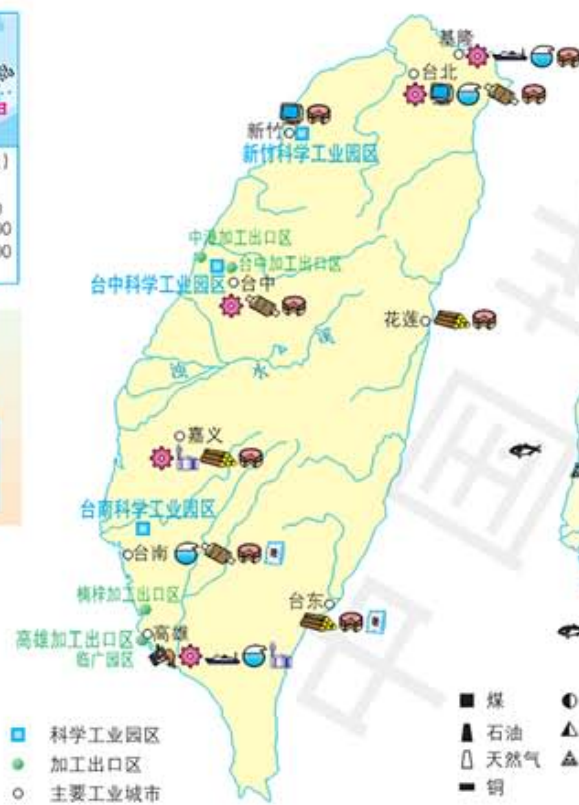 基隆
台北
新竹
新竹科学工业园区
中港加工出口区
台中加工出口区
台中科学工业园区
台中
花莲
浊水溪
嘉义
台南科学工业园区
台南
楠梓加工出口区
台东
高雄加工出口区
高雄
临广园区
科学工业园区
加工出口区
主要工业城市
煤
石油
天然气
铜